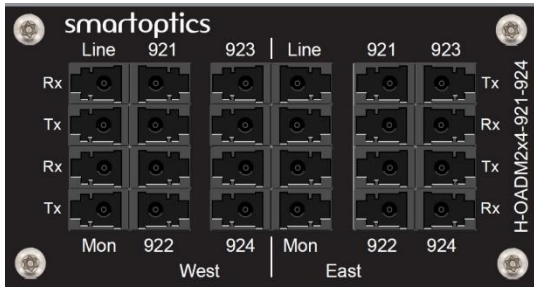 smartoptics
Line 921 923 Line 921 923
Rx Tx
Tx Rx
Rx Tx
Tx Rx
Mon 922 924 Mon 922 924
West East
H-OADM2x4-921-924